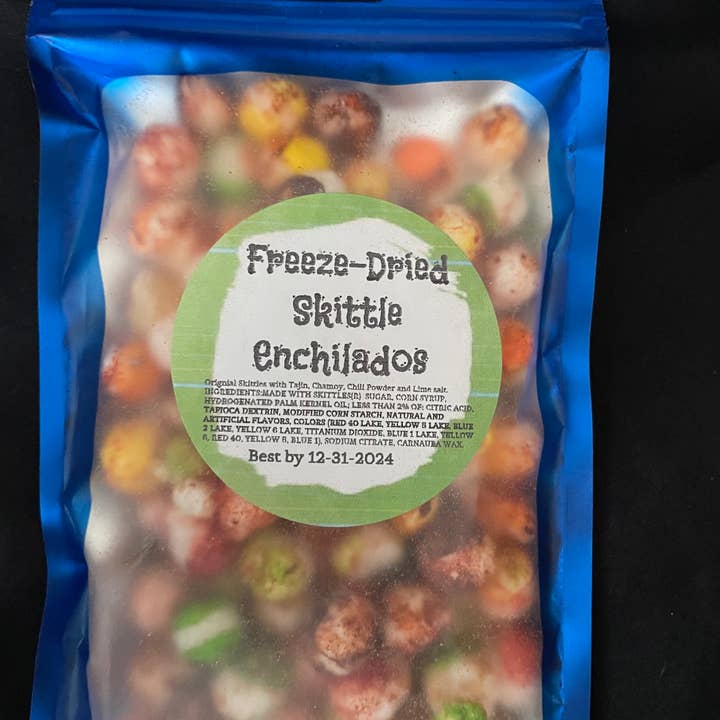 Freeze-Dried
Skittle
Enchilados
Orignial Skittles with Tajin, Chamoy, Chili Powder and Lime salt.
INGREDIENTS:MADE WITH SKITTLES(R) SUGAR, CORN SYRUP,
HYDROGENATED PALM KERNEL OIL; LESS THAN 2% OF: CITRIC ACID,
TAPIOCA DEXTRIN, MODIFIED CORN STARCH, NATURAL AND
ARTIFICIAL FLAVORS, COLORS (RED 40 LAKE, YELLOW 5 LAKE, BLUE
2 LAKE, YELLOW 6 LAKE, TITANIUM DIOXIDE, BLUE 1 LAKE, YELLOW
6, RED 40, YELLOW 5, BLUE 1), SODIUM CITRATE, CARNAUBA WAX.
Best by 12-31-2024